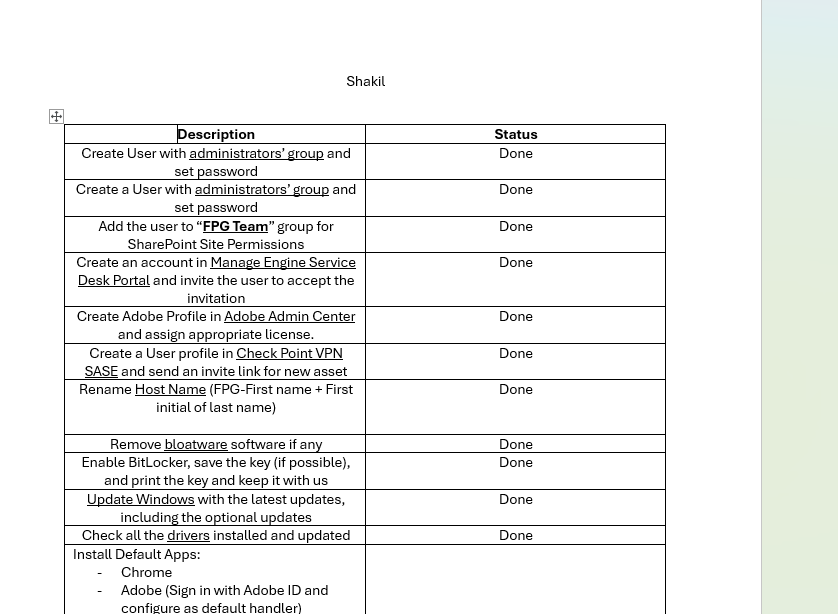 Shakil
Description Status
Create User with administrators’ group and Done
set password
Create a User with administrators’ group and Done
set password
Add the user to “FPG Team” group for Done
SharePoint Site Permissions
Create an account in Manage Engine Service Done
Desk Portal and invite the user to accept the
invitation
Create Adobe Profile in Adobe Admin Center Done
and assign appropriate license.
Create a User profile in Check Point VPN Done
SASE and send an invite link for new asset
Rename Host Name (FPG-First name + First Done
initial of last name)
Remove bloatware software if any Done
Enable BitLocker, save the key (if possible), Done
and print the key and keep it with us
Update Windows with the latest updates, Done
including the optional updates
Check all the drivers installed and updated Done
Install Default Apps:
- Chrome
- Adobe (Sign in with Adobe ID and
configure as default handler)